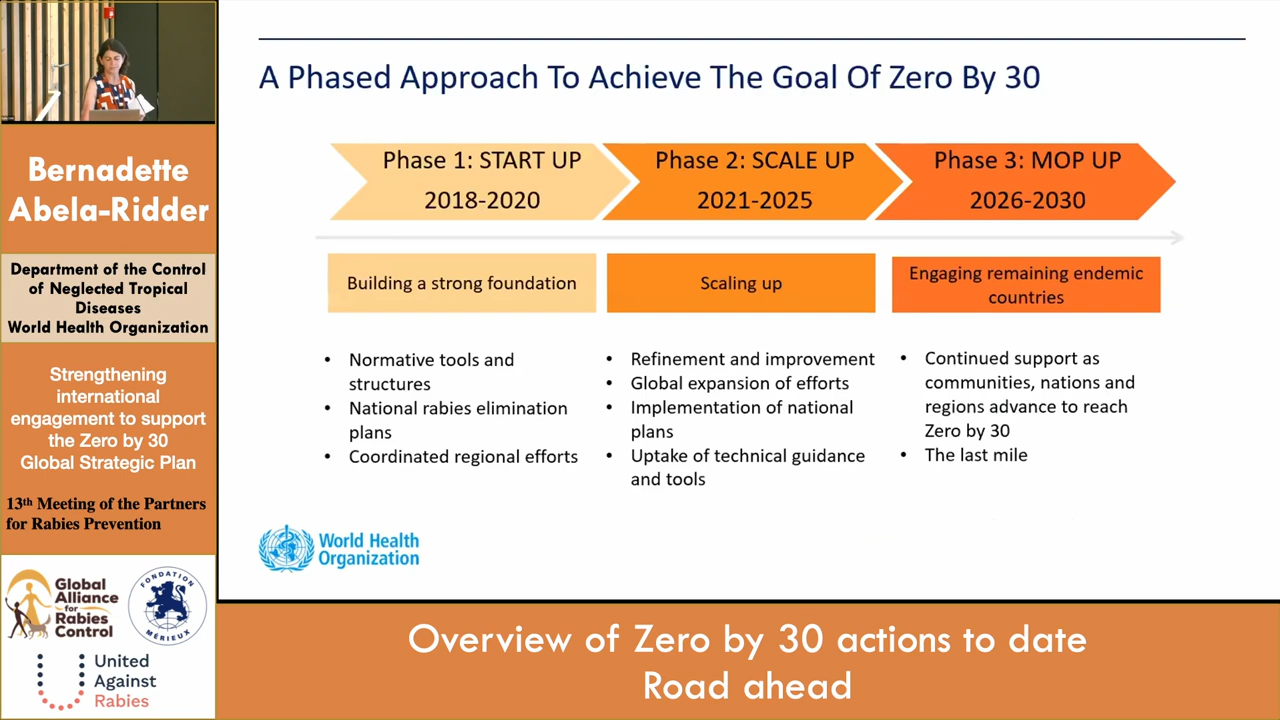 Bernadette
Abela-Ridder
Department of the Control
of Neglected Tropical
Diseases
World Health Organization
Strengthening
international
engagement to support
the Zero by 30
Global Strategic Plan
13th Meeting of the Partners
for Rabies Prevention
Global
Alliance
for
Rabies
Control
FONDATION
MÉRIEUX
United
Against
Rabies
A Phased Approach To Achieve The Goal Of Zero By 30
Phase 1: START UP
2018-2020
Phase 2: SCALE UP
2021-2025
Phase 3: MOP UP
2026-2030
Building a strong foundation
Scaling up
Engaging remaining endemic
countries
• Normative tools and
structures
• National rabies elimination
plans
• Coordinated regional efforts
• Refinement and improvement
• Global expansion of efforts
• Implementation of national
plans
• Uptake of technical guidance
and tools
• Continued support as
communities, nations and
regions advance to reach
Zero by 30
• The last mile
World Health
Organization
Overview of Zero by 30 actions to date
Road ahead